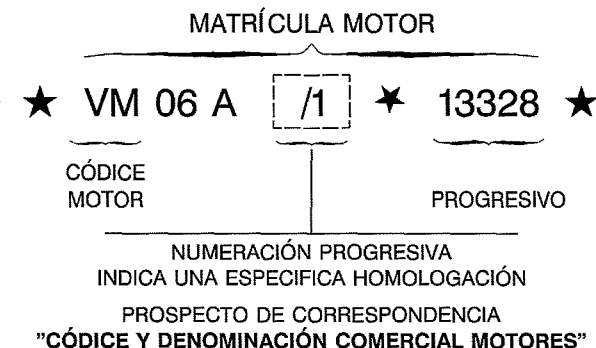 MATRÍCULA MOTOR
★ VM 06 A /1 ★ 13328 ★
CÓDICE
MOTOR
PROGRESIVO
NUMERACIÓN PROGRESIVA
INDICA UNA ESPECIFICA HOMOLOGACIÓN
PROSPECTO DE CORRESPONDENCIA
"CÓDICE Y DENOMINACIÓN COMERCIAL MOTORES"